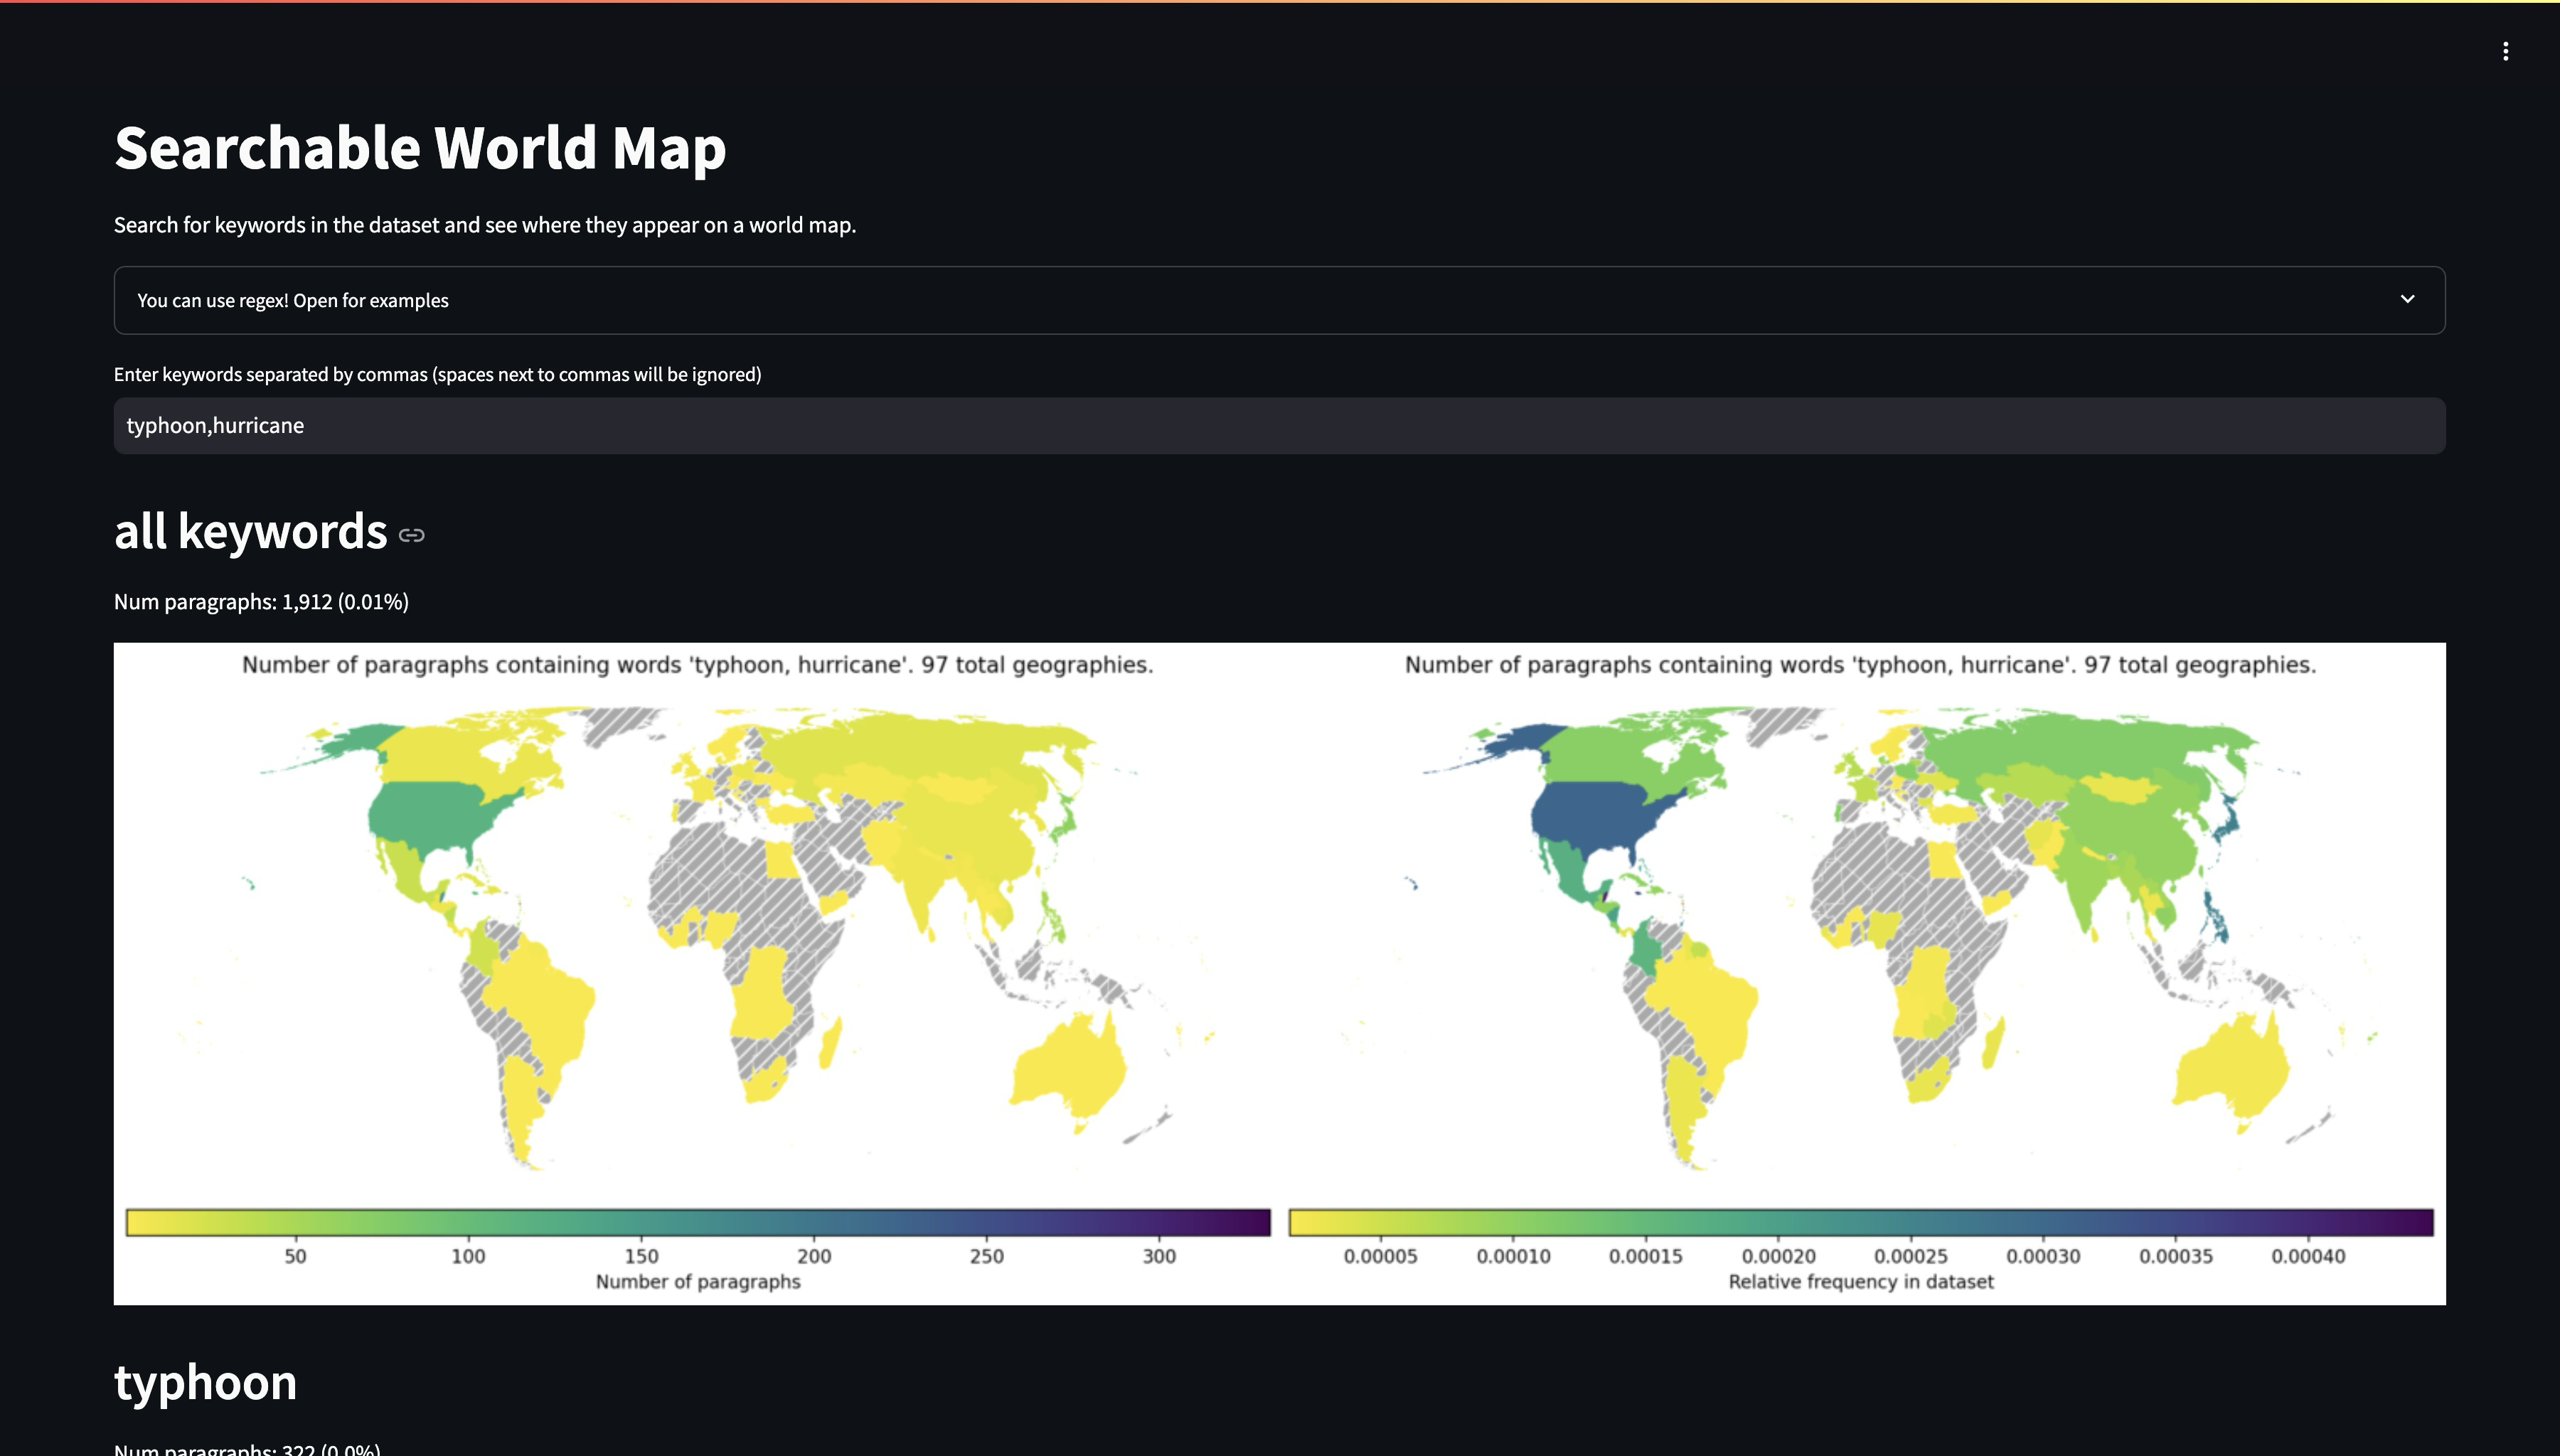 Searchable World Map
Search for keywords in the dataset and see where they appear on a world map.
You can use regex! Open for examples
Enter keywords separated by commas (spaces next to commas will be ignored)
typhoon,hurricane
all keywords
Num paragraphs: 1,912 (0.01%)
Number of paragraphs containing words 'typhoon, hurricane'. 97 total geographies.
50 100 150 200 250 300
Number of paragraphs
Number of paragraphs containing words 'typhoon, hurricane'. 97 total geographies.
0.00005 0.00010 0.00015 0.00020 0.00025 0.00030 0.00035 0.00040
Relative frequency in dataset
typhoon
Num paragraphs: 322 (0.0%)